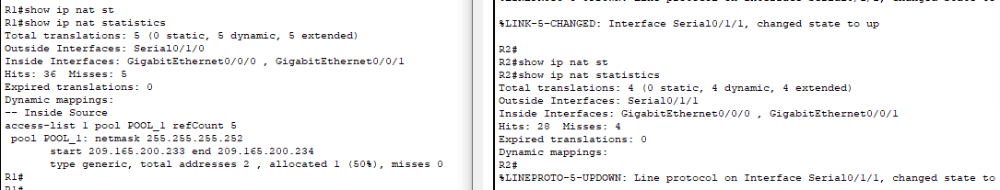 R1#show ip nat st
R1#show ip nat statistics
Total translations: 5 (0 static, 5 dynamic, 5 extended)
Outside Interfaces: Serial0/1/0
Inside Interfaces: GigabitEthernet0/0/0 , GigabitEthernet0/0/1
Hits: 36  Misses: 5
Expired translations: 0
Dynamic mappings:
-- Inside Source
access-list 1 pool POOL_1 refCount 5
 pool POOL_1: netmask 255.255.255.252
       start 209.165.200.233 end 209.165.200.234
       type generic, total addresses 2 , allocated 1 (50%), misses 0
R1#
R1#
%LINK-5-CHANGED: Interface Serial0/1/1, changed state to up
R2#
R2#show ip nat st
R2#show ip nat statistics
Total translations: 4 (0 static, 4 dynamic, 4 extended)
Outside Interfaces: Serial0/1/1
Inside Interfaces: GigabitEthernet0/0/0 , GigabitEthernet0/0/1
Hits: 28  Misses: 4
Expired translations: 0
Dynamic mappings:
R2#
%LINEPROTO-5-UPDOWN: Line protocol on Interface Serial0/1/1, changed state to